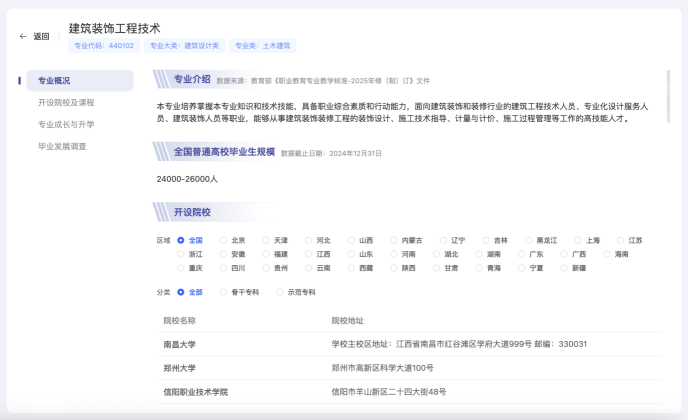 返回
建筑装饰工程技术
专业代码：440102 专业大类：建筑设计类 专业类：土木建筑
专业概况
开设院校及课程
专业成长与升学
毕业发展调查
专业介绍 数据来源：教育部《职业教育专业教学标准-2025年修（制）订》文件
本专业培养掌握本专业知识和技术技能，具备职业综合素质和行动能力，面向建筑装饰和装修行业的建筑工程技术人员、专业化设计服务人
员、建筑装饰人员等职业，能够从事建筑装饰装修工程的装饰设计、施工技术指导、计量与计价、施工过程管理等工作的高技能人才。
全国普通高校毕业生规模 数据截止日期：2024年12月31日
24000-26000人
开设院校
区域 全国 北京 天津 河北 山西 内蒙古 辽宁 吉林 黑龙江 上海 江苏
浙江 安徽 福建 江西 山东 河南 湖北 湖南 广东 广西 海南
重庆 四川 贵州 云南 西藏 陕西 甘肃 青海 宁夏 新疆
分类 全部 骨干专科 示范专科
院校名称 院校地址
南昌大学 学校主校区地址：江西省南昌市红谷滩区学府大道999号 邮编：330031
郑州大学 郑州市高新区科学大道100号
信阳职业技术学院 信阳市羊山新区二十四大街48号